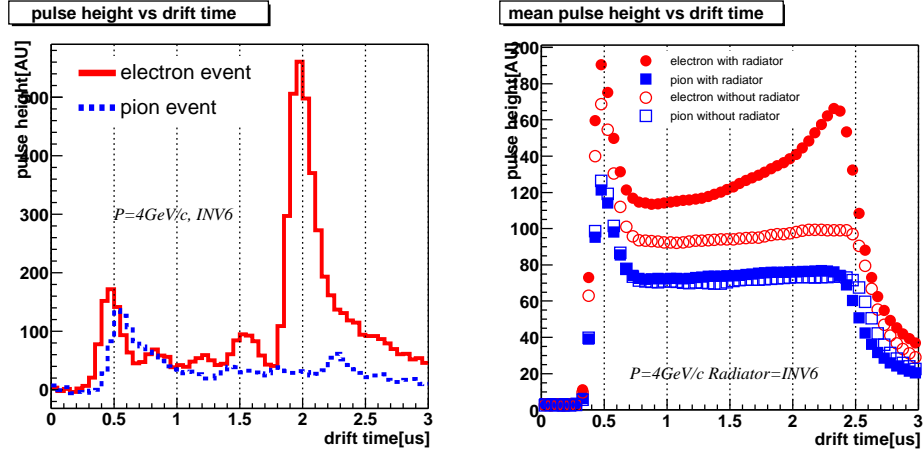 pulse height vs drift time
pulse height[AU]
500
400
300
200
100
0
electron event
pion event
P=4GeV/c, INV6
0 0.5 1 1.5 2 2.5 3
drift time[us]
mean pulse height vs drift time
pulse height[AU]
200
180
160
140
120
100
80
60
40
20
0
electron with radiator
pion with radiator
electron without radiator
pion without radiator
P=4GeV/c Radiator=INV6
0 0.5 1 1.5 2 2.5 3
drift time[us]